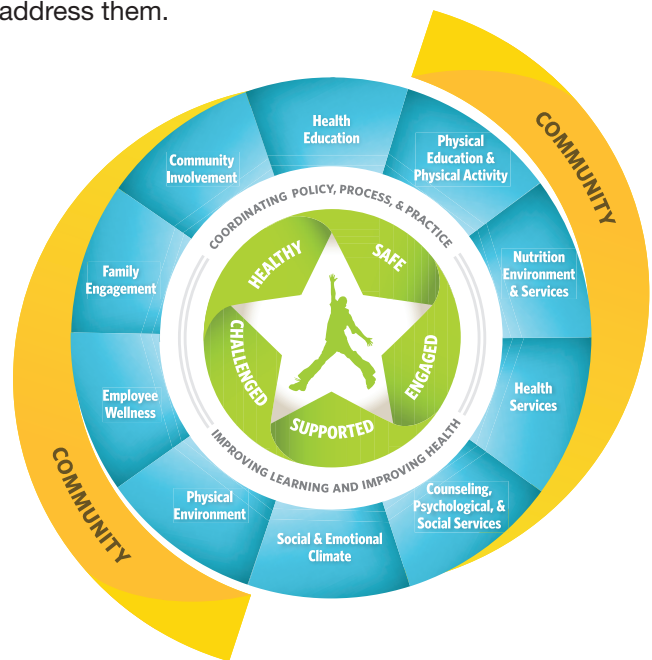 address them.
COMMUNITY
Health
Education
Physical
Education &
Physical Activity
Nutrition
Environment
& Services
Health
Services
Counseling,
Psychological, &
Social Services
Social & Emotional
Climate
Physical
Environment
Employee
Wellness
Family
Engagement
Community
Involvement
COORDINATING POLICY, PROCESS, & PRACTICE
IMPROVING LEARNING AND IMPROVING HEALTH
HEALTHY
SAFE
ENGAGED
SUPPORTED
CHALLENGED
COMMUNITY